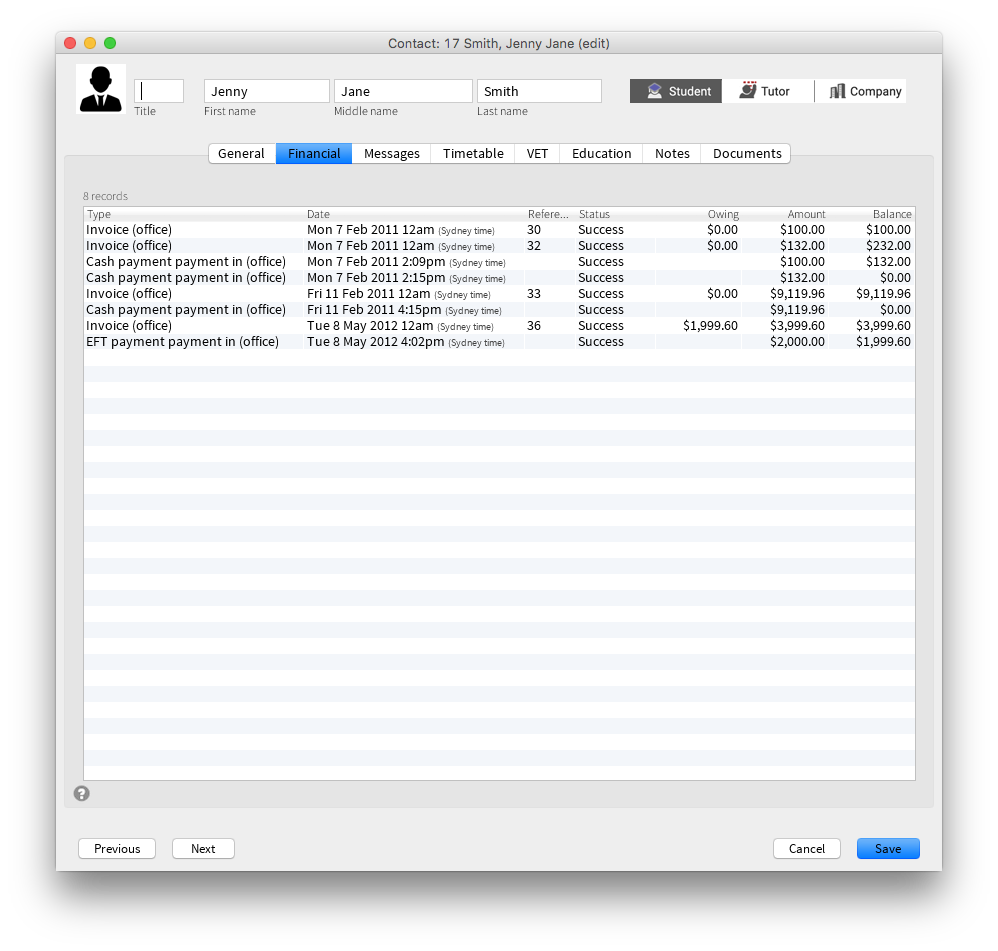 Contact: 17 Smith, Jenny Jane (edit)
Jenny Jane Smith Student Tutor Company
Title First name Middle name Last name
General Financial Messages Timetable VET Education Notes Documents
8 records
Type Date Refere... Status Owing Amount Balance
Invoice (office) Mon 7 Feb 2011 12am (Sydney time) 30 Success $0.00 $100.00 $100.00
Invoice (office) Mon 7 Feb 2011 12am (Sydney time) 32 Success $0.00 $132.00 $232.00
Cash payment payment in (office) Mon 7 Feb 2011 2:09pm (Sydney time) Success $100.00 $132.00
Cash payment payment in (office) Mon 7 Feb 2011 2:15pm (Sydney time) Success $132.00 $0.00
Invoice (office) Fri 11 Feb 2011 12am (Sydney time) 33 Success $0.00 $9,119.96 $9,119.96
Cash payment payment in (office) Fri 11 Feb 2011 4:15pm (Sydney time) Success $9,119.96 $0.00
Invoice (office) Tue 8 May 2012 12am (Sydney time) 36 Success $1,999.60 $3,999.60 $3,999.60
EFT payment payment in (office) Tue 8 May 2012 4:02pm (Sydney time) Success $2,000.00 $1,999.60
?
Previous Next Cancel Save